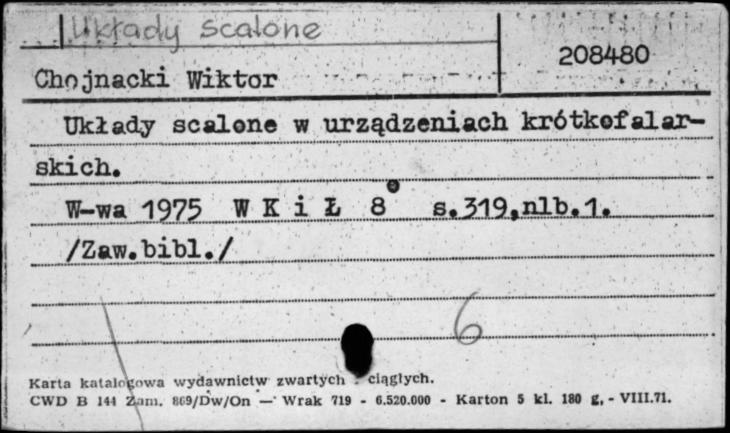 Układy scalone
208480
Chojnacki Wiktor
Układy scalone w urządzeniach krótkofalar-
skich.
W-wa 1975 W K i Ł 8° s.319,nlb.1.
/Zaw.bibl./
6
Karta katalogowa wydawnictw zwartych i ciągłych.
CWD B 144 Zam. 869/Dw/On — Wrak 719 - 6.520.000 - Karton 5 kl. 180 g, - VIII.71.